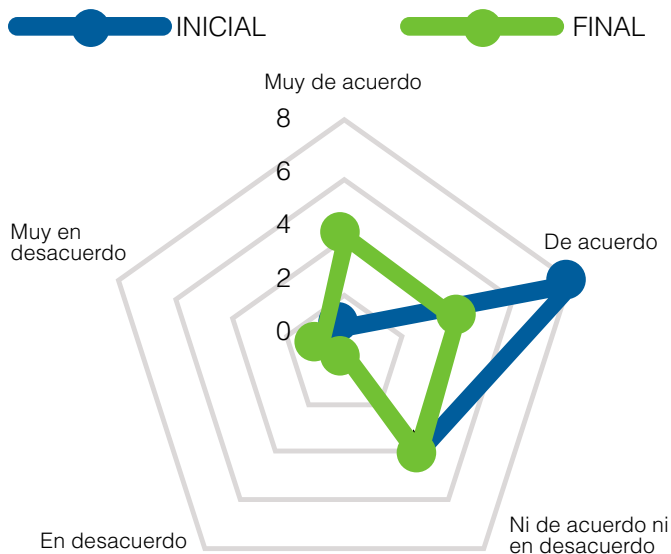 INICIAL
FINAL
Muy de acuerdo
8
6
4
2
0
De acuerdo
Muy en
desacuerdo
En desacuerdo
Ni de acuerdo ni
en desacuerdo